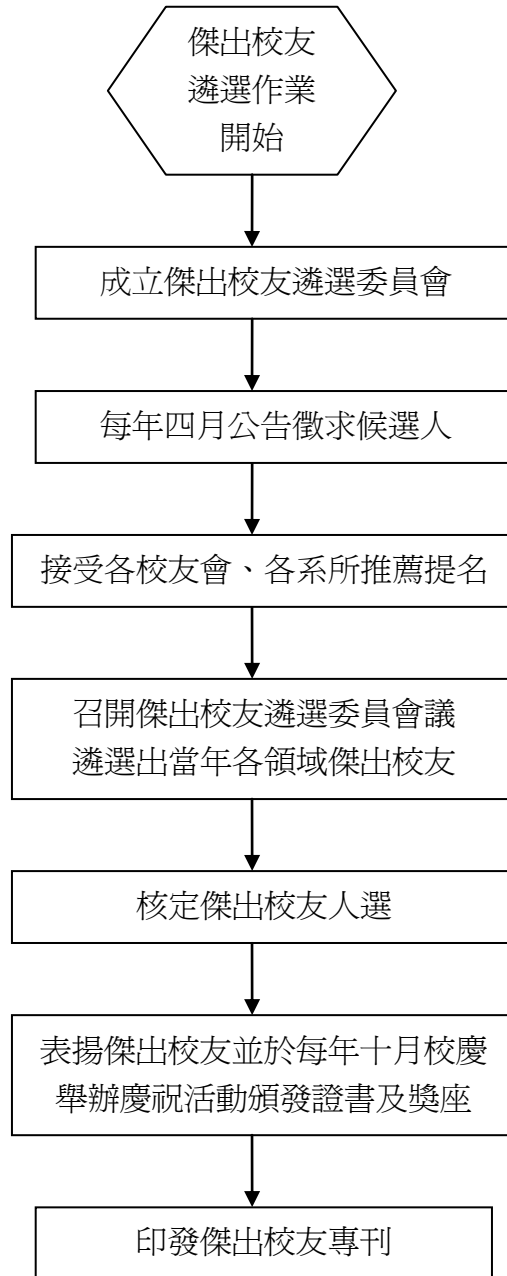 傑出校友
遴選作業
開始
成立傑出校友遴選委員會
每年四月公告徵求候選人
接受各校友會、各系所推薦提名
召開傑出校友遴選委員會議
遴選出當年各領域傑出校友
核定傑出校友人選
表揚傑出校友並於每年十月校慶
舉辦慶祝活動頒發證書及獎座
印發傑出校友專刊